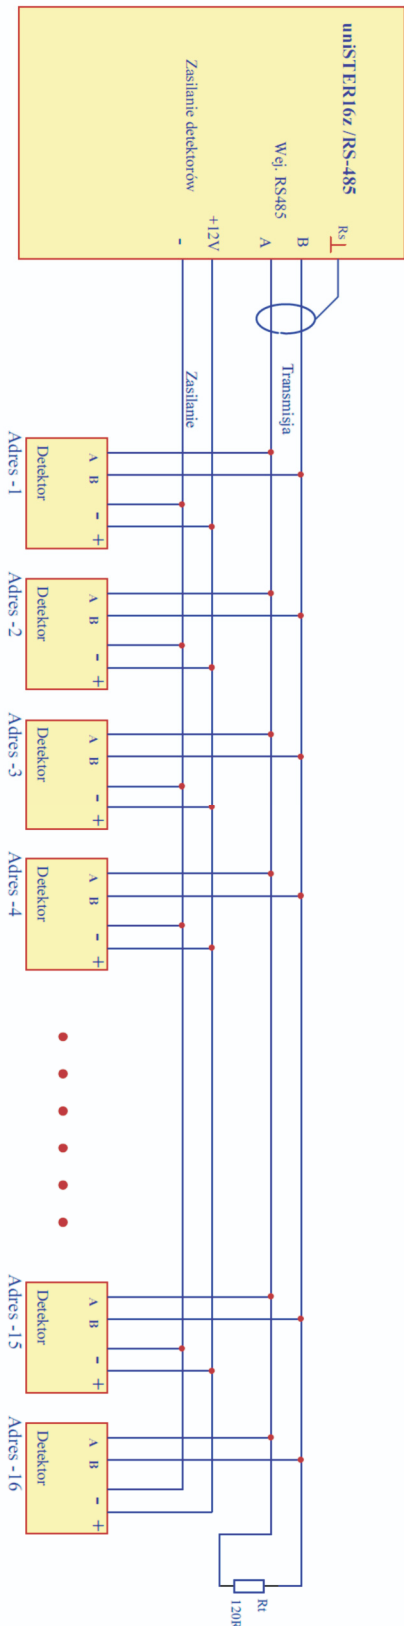 uniSTER16z /RS-485
Rs
B
A
Wej. RS485
+12V
-
Zasilanie detektorów
Transmisja
Zasilanie
A B - +
Detektor
Adres -1
A B - +
Detektor
Adres -2
A B - +
Detektor
Adres -3
A B - +
Detektor
Adres -4
A B - +
Detektor
Adres -15
A B - +
Detektor
Adres -16
Rt
120R